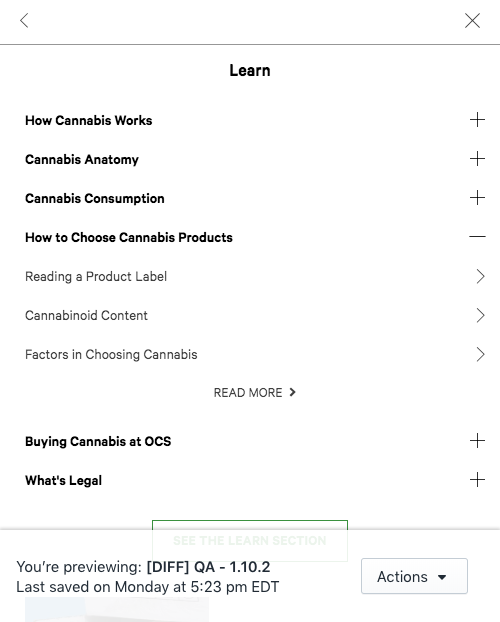 Learn
How Cannabis Works
Cannabis Anatomy
Cannabis Consumption
How to Choose Cannabis Products
Reading a Product Label
Cannabinoid Content
Factors in Choosing Cannabis
READ MORE
Buying Cannabis at OCS
What's Legal
SEE THE LEARN SECTION
You’re previewing: [DIFF] QA - 1.10.2
Last saved on Monday at 5:23 pm EDT
Actions